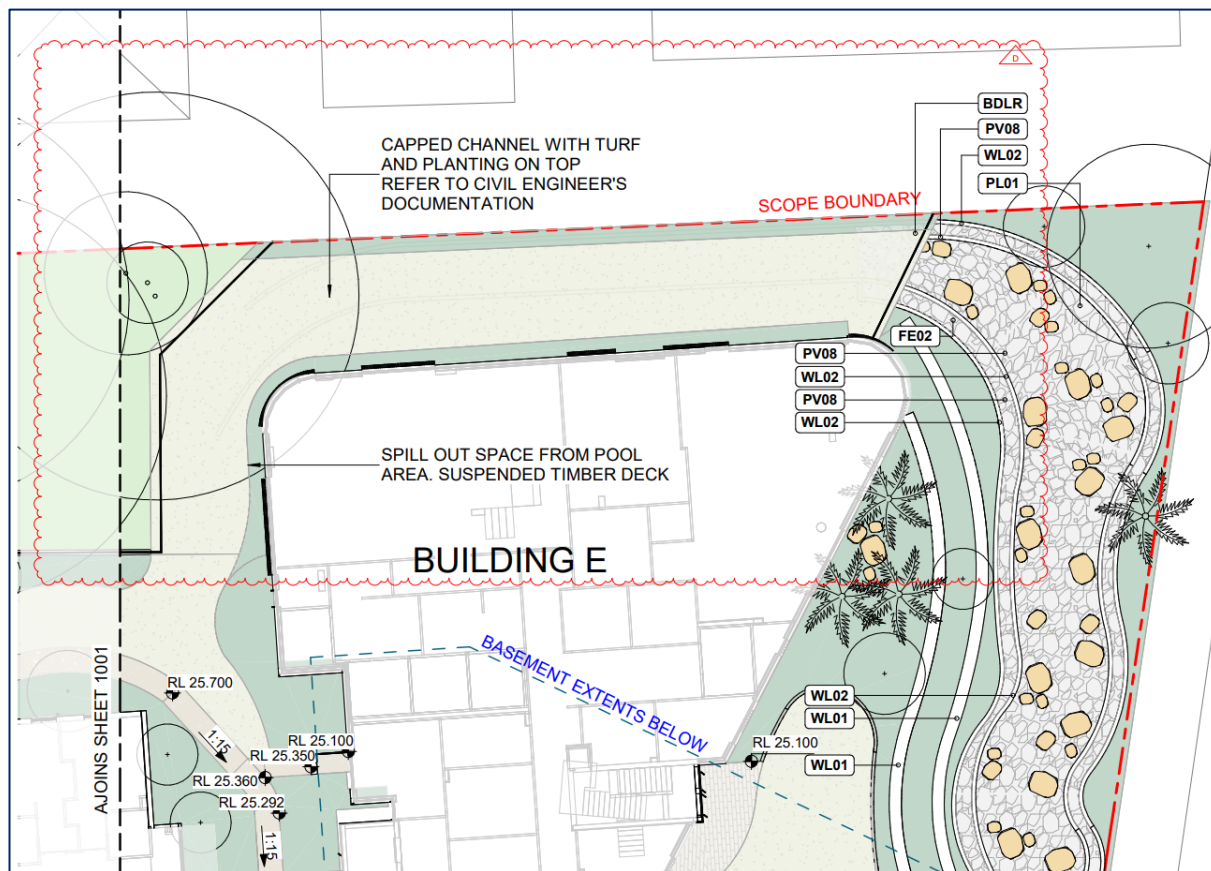 D
BDLR
PV08
WL02
PL01
CAPPED CHANNEL WITH TURF
AND PLANTING ON TOP
REFER TO CIVIL ENGINEER'S
DOCUMENTATION
SCOPE BOUNDARY
FE02
PV08
WL02
PV08
WL02
SPILL OUT SPACE FROM POOL
AREA. SUSPENDED TIMBER DECK
BUILDING E
BASEMENT EXTENTS BELOW
AJOINS SHEET 1001
RL 25.700
1:15
RL 25.100
RL 25.350
RL 25.360
RL 25.292
1:15
RL 25.100
WL02
WL01
WL01